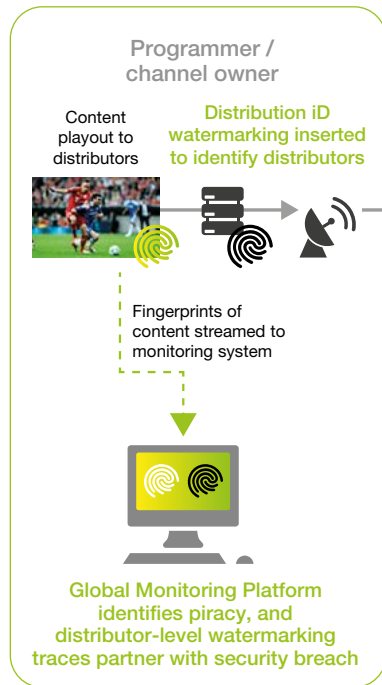 Programmer /
channel owner
Content
playout to
distributors
Distribution iD
watermarking inserted
to identify distributors
Fingerprints of
content streamed to
monitoring system
Global Monitoring Platform
identifies piracy, and
distributor-level watermarking
traces partner with security breach